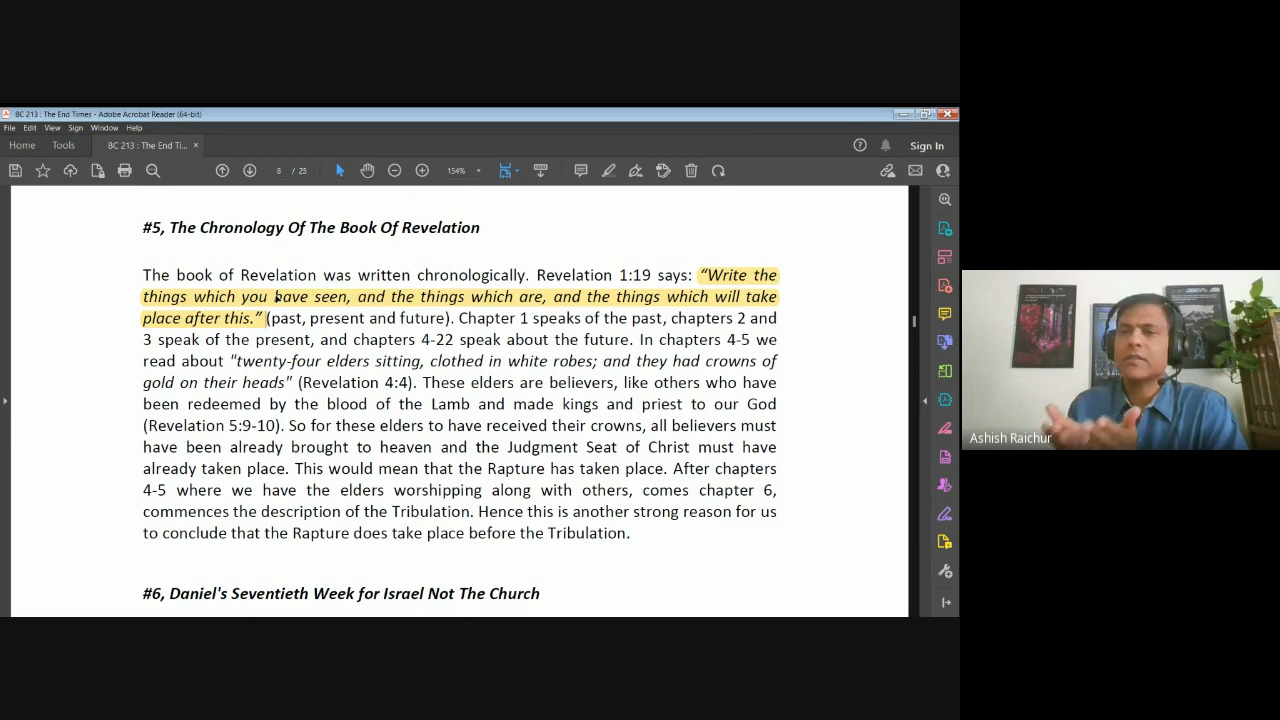 BC 213 : The End Times - Adobe Acrobat Reader (64-bit)
File Edit View Sign Window Help
Home Tools BC 213 : The End Ti... × Sign In
8 / 25 154%
#5, The Chronology Of The Book Of Revelation
The book of Revelation was written chronologically. Revelation 1:19 says: “Write the
things which you have seen, and the things which are, and the things which will take
place after this.” (past, present and future). Chapter 1 speaks of the past, chapters 2 and
3 speak of the present, and chapters 4-22 speak about the future. In chapters 4-5 we
read about "twenty-four elders sitting, clothed in white robes; and they had crowns of
gold on their heads" (Revelation 4:4). These elders are believers, like others who have
been redeemed by the blood of the Lamb and made kings and priest to our God
(Revelation 5:9-10). So for these elders to have received their crowns, all believers must
have been already brought to heaven and the Judgment Seat of Christ must have
already taken place. This would mean that the Rapture has taken place. After chapters
4-5 where we have the elders worshipping along with others, comes chapter 6,
commences the description of the Tribulation. Hence this is another strong reason for us
to conclude that the Rapture does take place before the Tribulation.
#6, Daniel's Seventieth Week for Israel Not The Church
Ashish Raichur